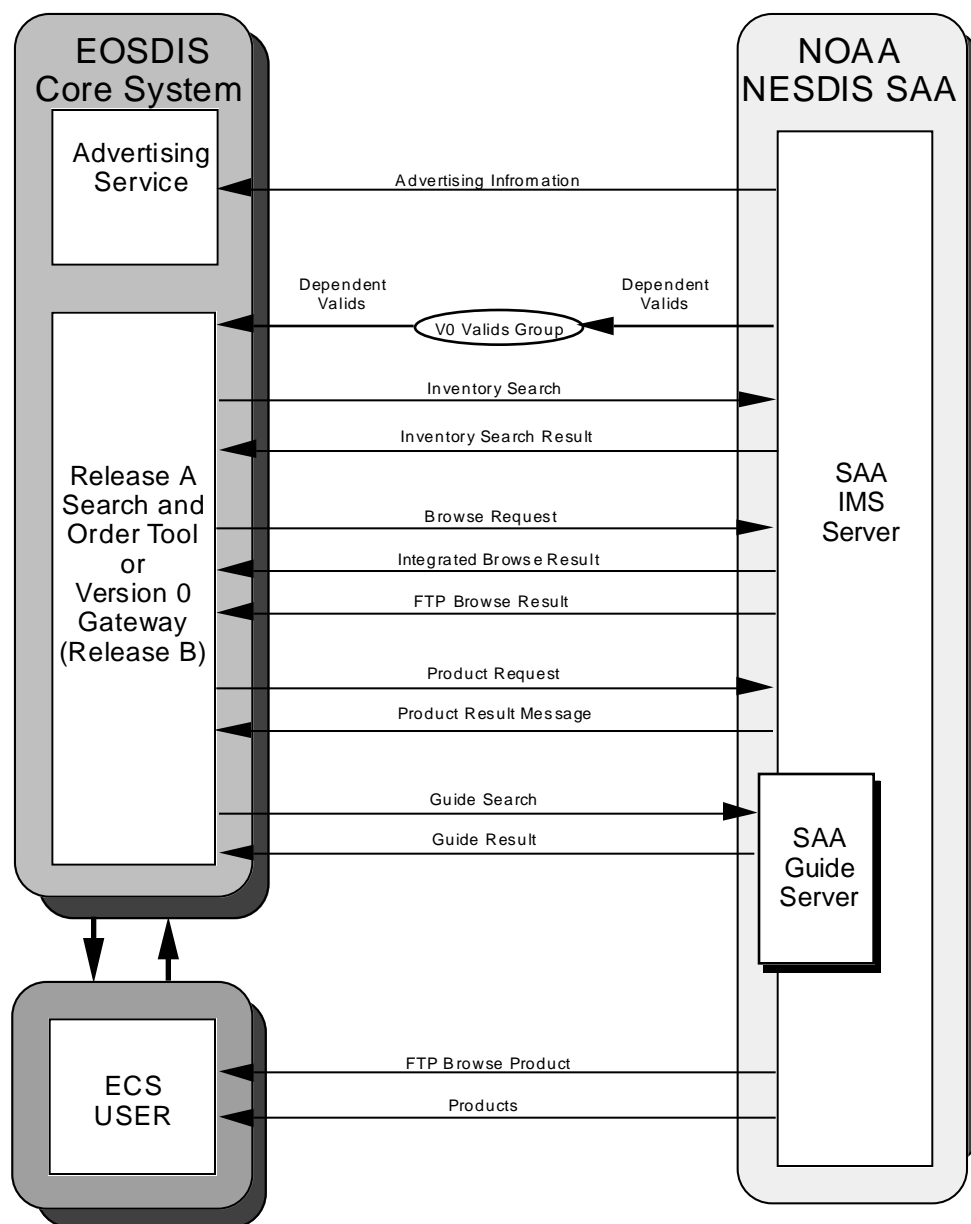 EOSDIS
Core System
NOAA
NESDIS SAA
Advertising
Service
Advertising Infromation
Dependent
Valids
Dependent
Valids
V0 Valids Group
Inventory Search
Inventory Search Result
Release A
Search and
Order Tool
or
Version 0
Gateway
(Release B)
SAA
IMS
Server
Browse Request
Integrated Browse Result
FTP Browse Result
Product Request
Product Result Message
Guide Search
Guide Result
SAA
Guide
Server
ECS
USER
FTP Browse Product
Products